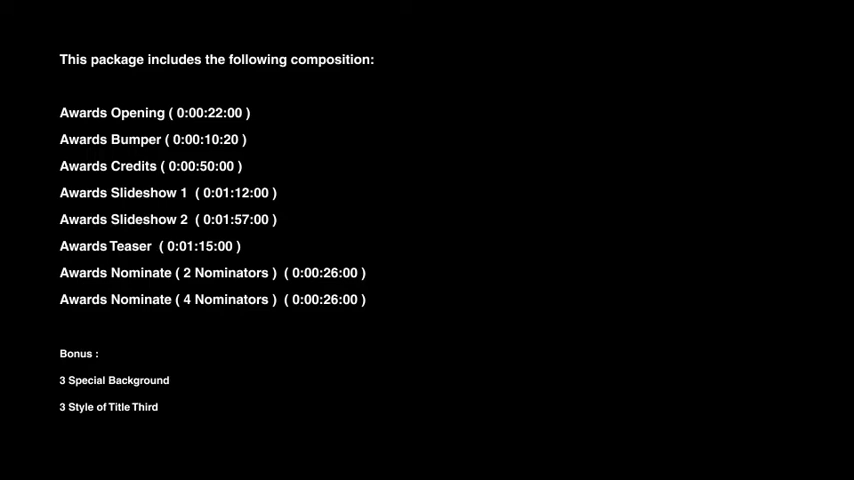 This package includes the following composition:
Awards Opening ( 0:00:22:00 )
Awards Bumper ( 0:00:10:20 )
Awards Credits ( 0:00:50:00 )
Awards Slideshow 1  ( 0:01:12:00 )
Awards Slideshow 2  ( 0:01:57:00 )
Awards Teaser  ( 0:01:15:00 )
Awards Nominate ( 2 Nominators )  ( 0:00:26:00 )
Awards Nominate ( 4 Nominators )  ( 0:00:26:00 )
Bonus :
3 Special Background
3 Style of Title Third